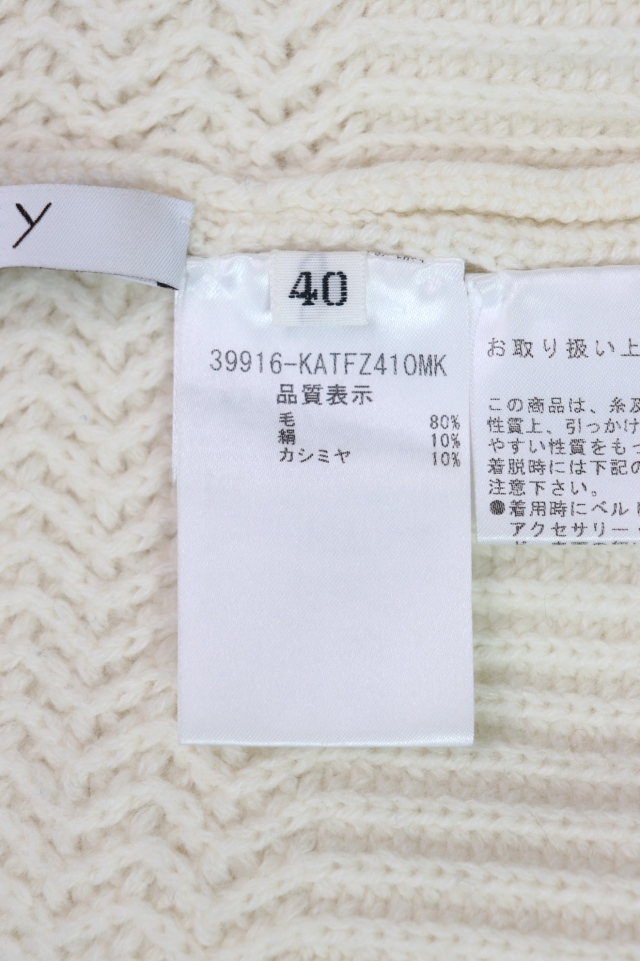 y
40
39916-KATFZ410MK
品質表示
毛 80%
絹 10%
カシミヤ 10%
お取り扱い上
この商品は、糸及
性質上、引っかけ
やすい性質をもっ
着脱時には下記の
注意下さい。
●着用時にベル
アクセサリー・